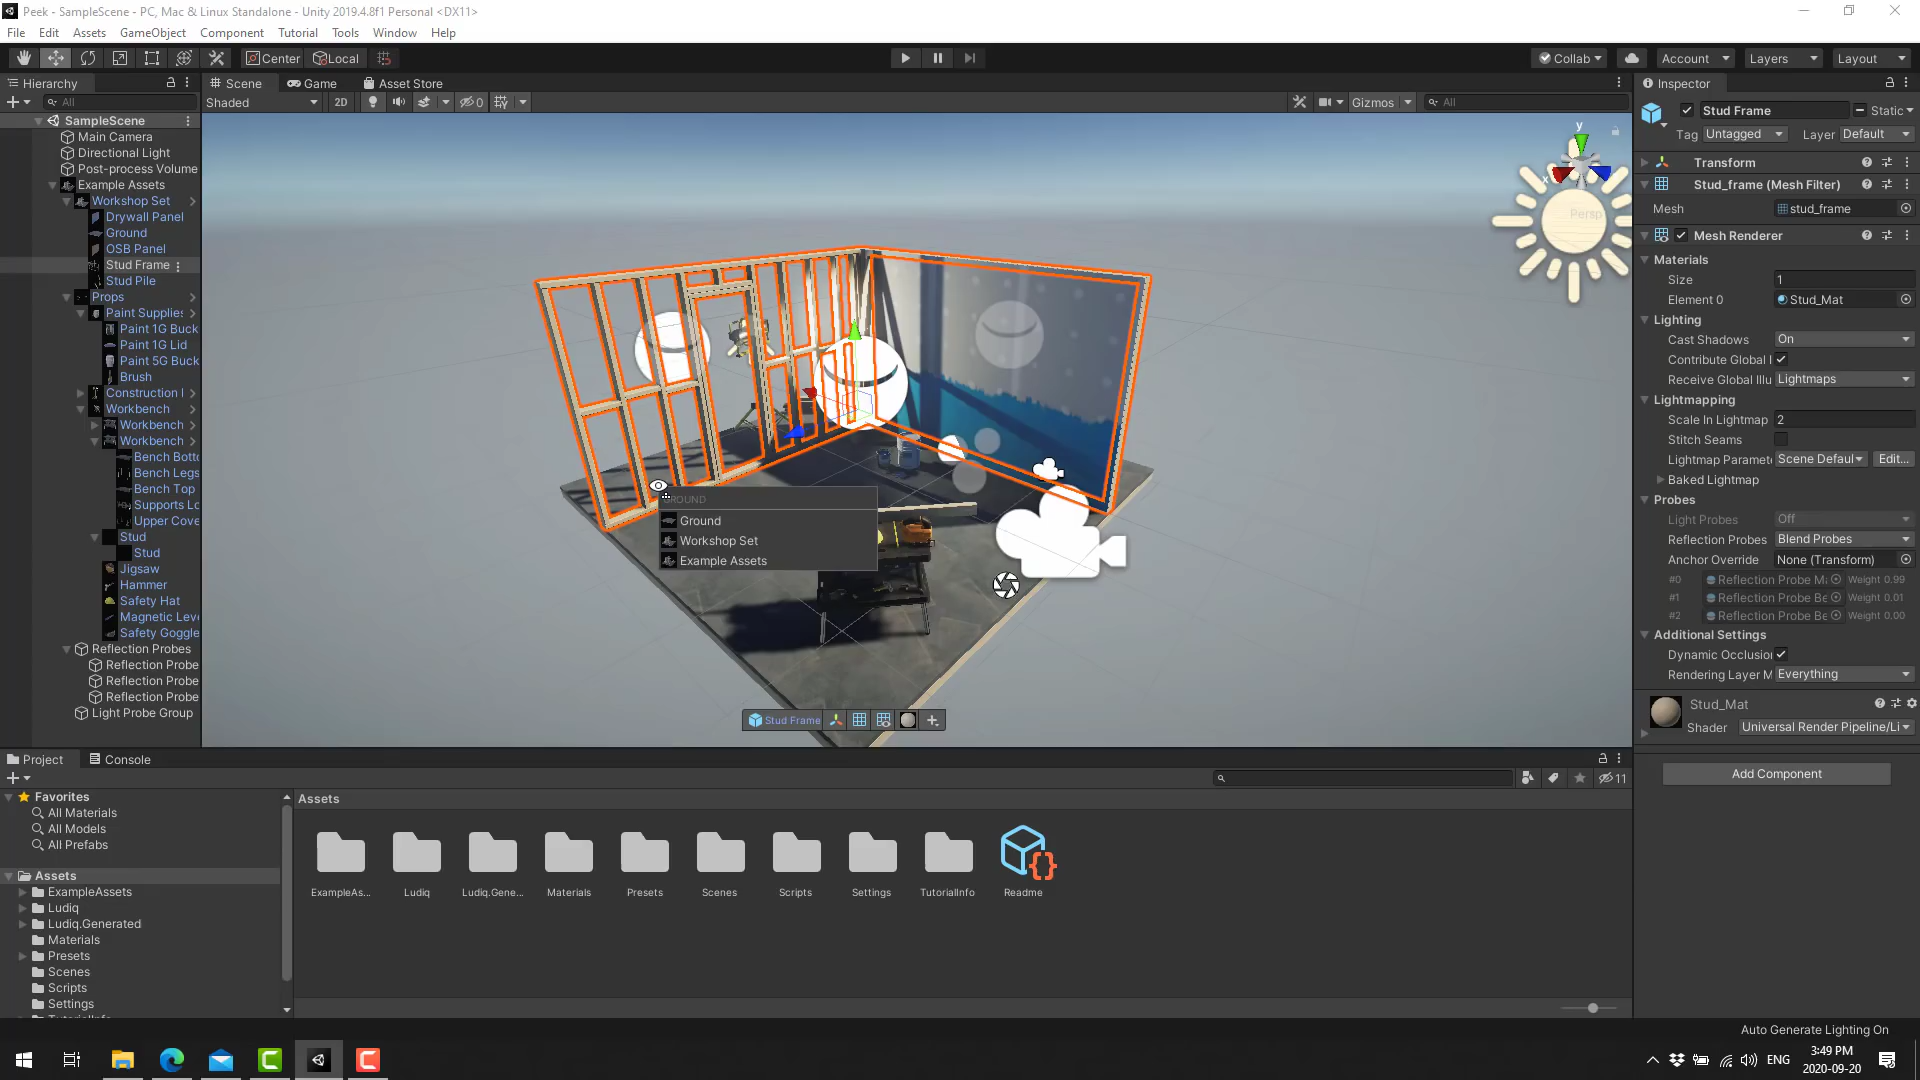 Peek - SampleScene - PC, Mac & Linux Standalone - Unity 2019.4.8f1 Personal <DX11>
File Edit Assets GameObject Component Tutorial Tools Window Help
Center Local Collab Account Layers Layout
Hierarchy
All
SampleScene
Main Camera
Directional Light
Post-process Volume
Example Assets
Workshop Set
Drywall Panel
Ground
OSB Panel
Stud Frame
Stud Pile
Props
Paint Supplies
Paint 1G Buck
Paint 1G Lid
Paint 5G Buck
Brush
Construction
Workbench
Workbench
Workbench
Bench Botto
Bench Legs
Bench Top
Supports Lo
Upper Cove
Stud
Stud
Jigsaw
Hammer
Safety Hat
Magnetic Leve
Safety Goggle
Reflection Probes
Reflection Probe
Reflection Probe
Reflection Probe
Light Probe Group
Scene Game Asset Store
Shaded 2D 0 Gizmos All
y
x
Persp
GROUND
Ground
Workshop Set
Example Assets
Stud Frame
Inspector
Stud Frame Static
Tag Untagged Layer Default
Transform
Stud_frame (Mesh Filter)
Mesh stud_frame
Mesh Renderer
Materials
Size 1
Element 0 Stud_Mat
Lighting
Cast Shadows On
Contribute Global I
Receive Global Illu Lightmaps
Lightmapping
Scale In Lightmap 2
Stitch Seams
Lightmap Paramete Scene Defaul Edit...
Baked Lightmap
Probes
Light Probes Off
Reflection Probes Blend Probes
Anchor Override None (Transform)
#0 Reflection Probe Ma Weight 0.99
#1 Reflection Probe Be Weight 0.01
#2 Reflection Probe Be Weight 0.00
Additional Settings
Dynamic Occlusion
Rendering Layer M Everything
Stud_Mat
Shader Universal Render Pipeline/Li
Add Component
Project Console
11
Favorites
All Materials
All Models
All Prefabs
Assets
ExampleAssets
Ludiq
Ludiq.Generated
Materials
Presets
Scenes
Scripts
Settings
Assets
ExampleAs... Ludiq Ludiq.Gene... Materials Presets Scenes Scripts Settings TutorialInfo Readme
Auto Generate Lighting On
ENG
3:49 PM
2020-09-20